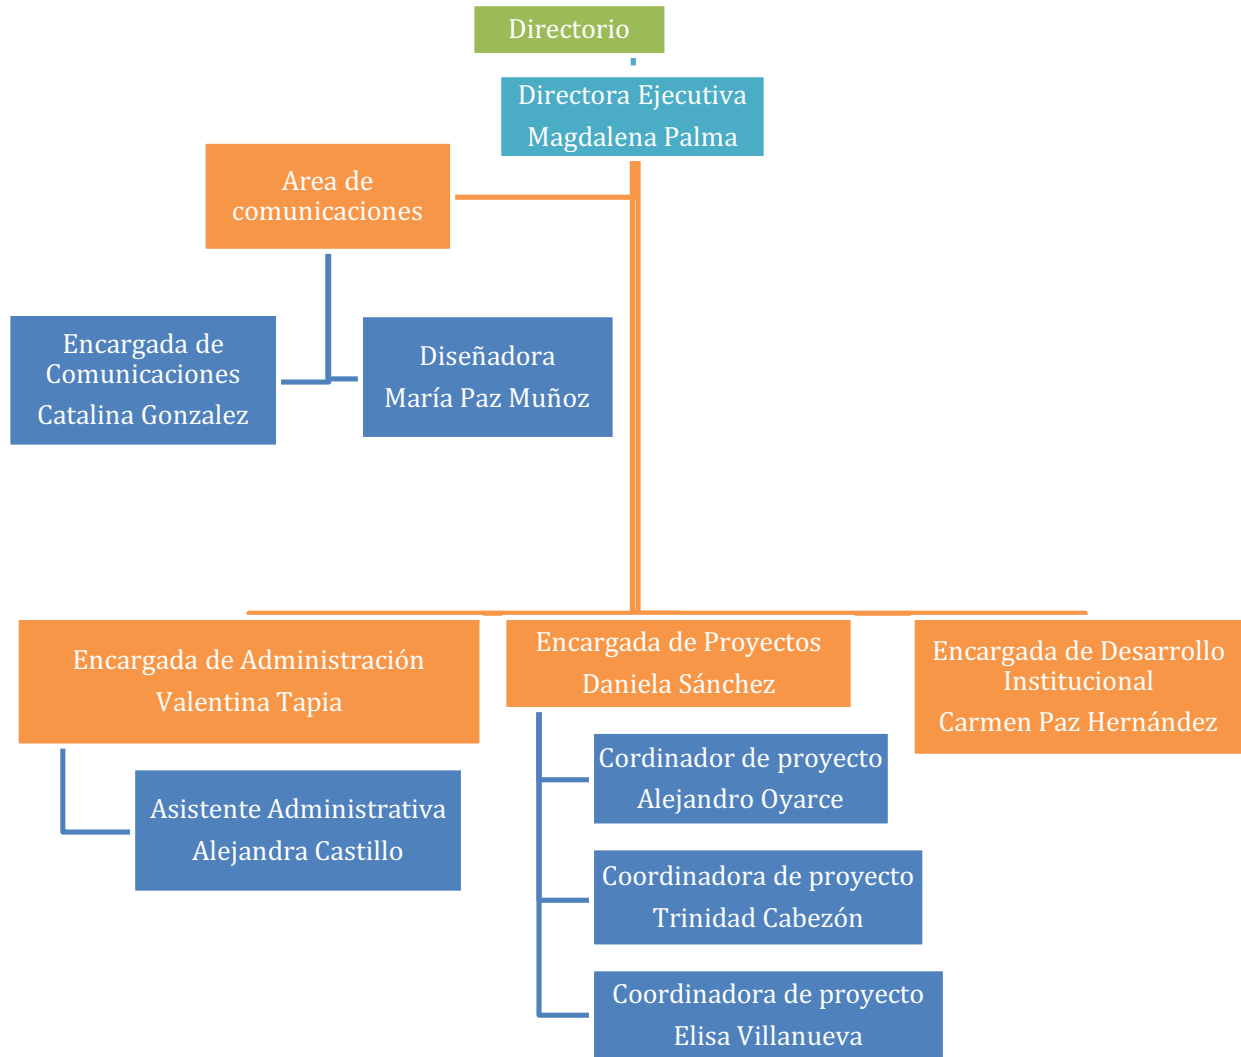 Directorio
Directora Ejecutiva
Magdalena Palma
Area de
comunicaciones
Encargada de
Comunicaciones
Catalina Gonzalez
Diseñadora
María Paz Muñoz
Encargada de Administración
Valentina Tapia
Encargada de Proyectos
Daniela Sánchez
Encargada de Desarrollo
Institucional
Carmen Paz Hernández
Asistente Administrativa
Alejandra Castillo
Cordinador de proyecto
Alejandro Oyarce
Coordinadora de proyecto
Trinidad Cabezón
Coordinadora de proyecto
Elisa Villanueva